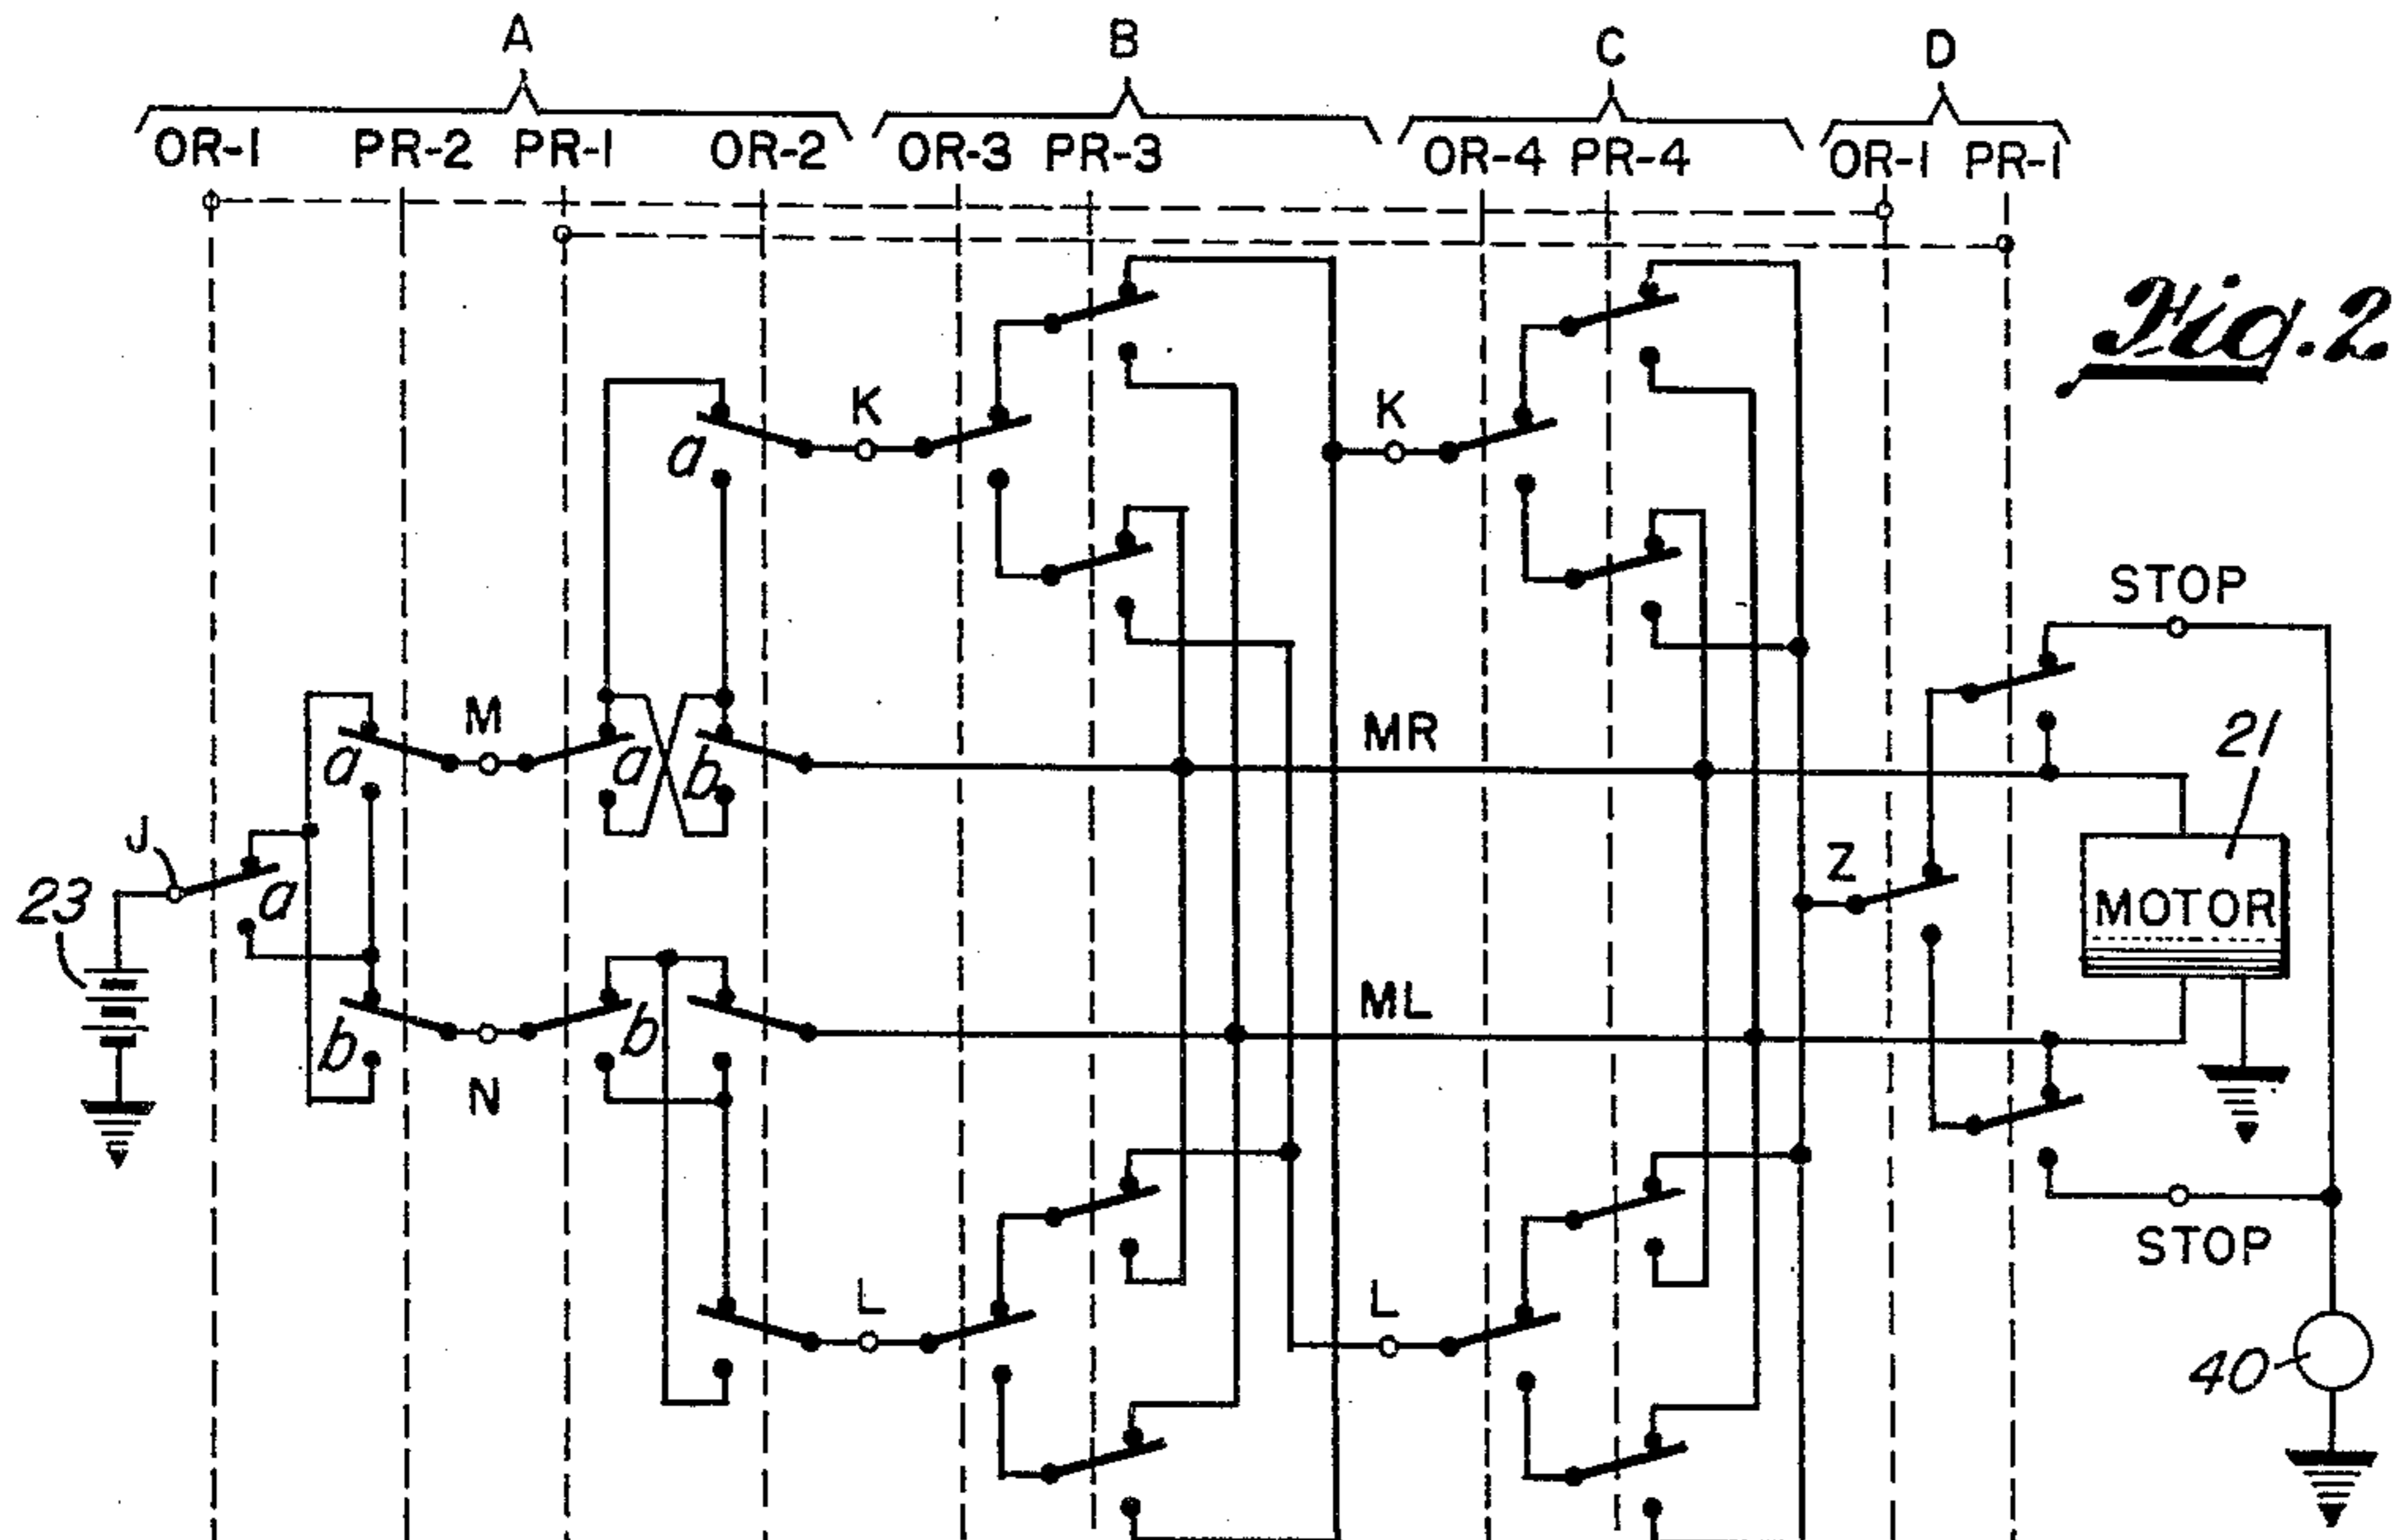 A B C D
OR-1 PR-2 PR-1 OR-2 OR-3 PR-3 OR-4 PR-4 OR-1 PR-1
Fig. 2
K K
a
STOP
M MR
a a b
21
J
Z
23 a MOTOR
ML
b N b
STOP
L L
40